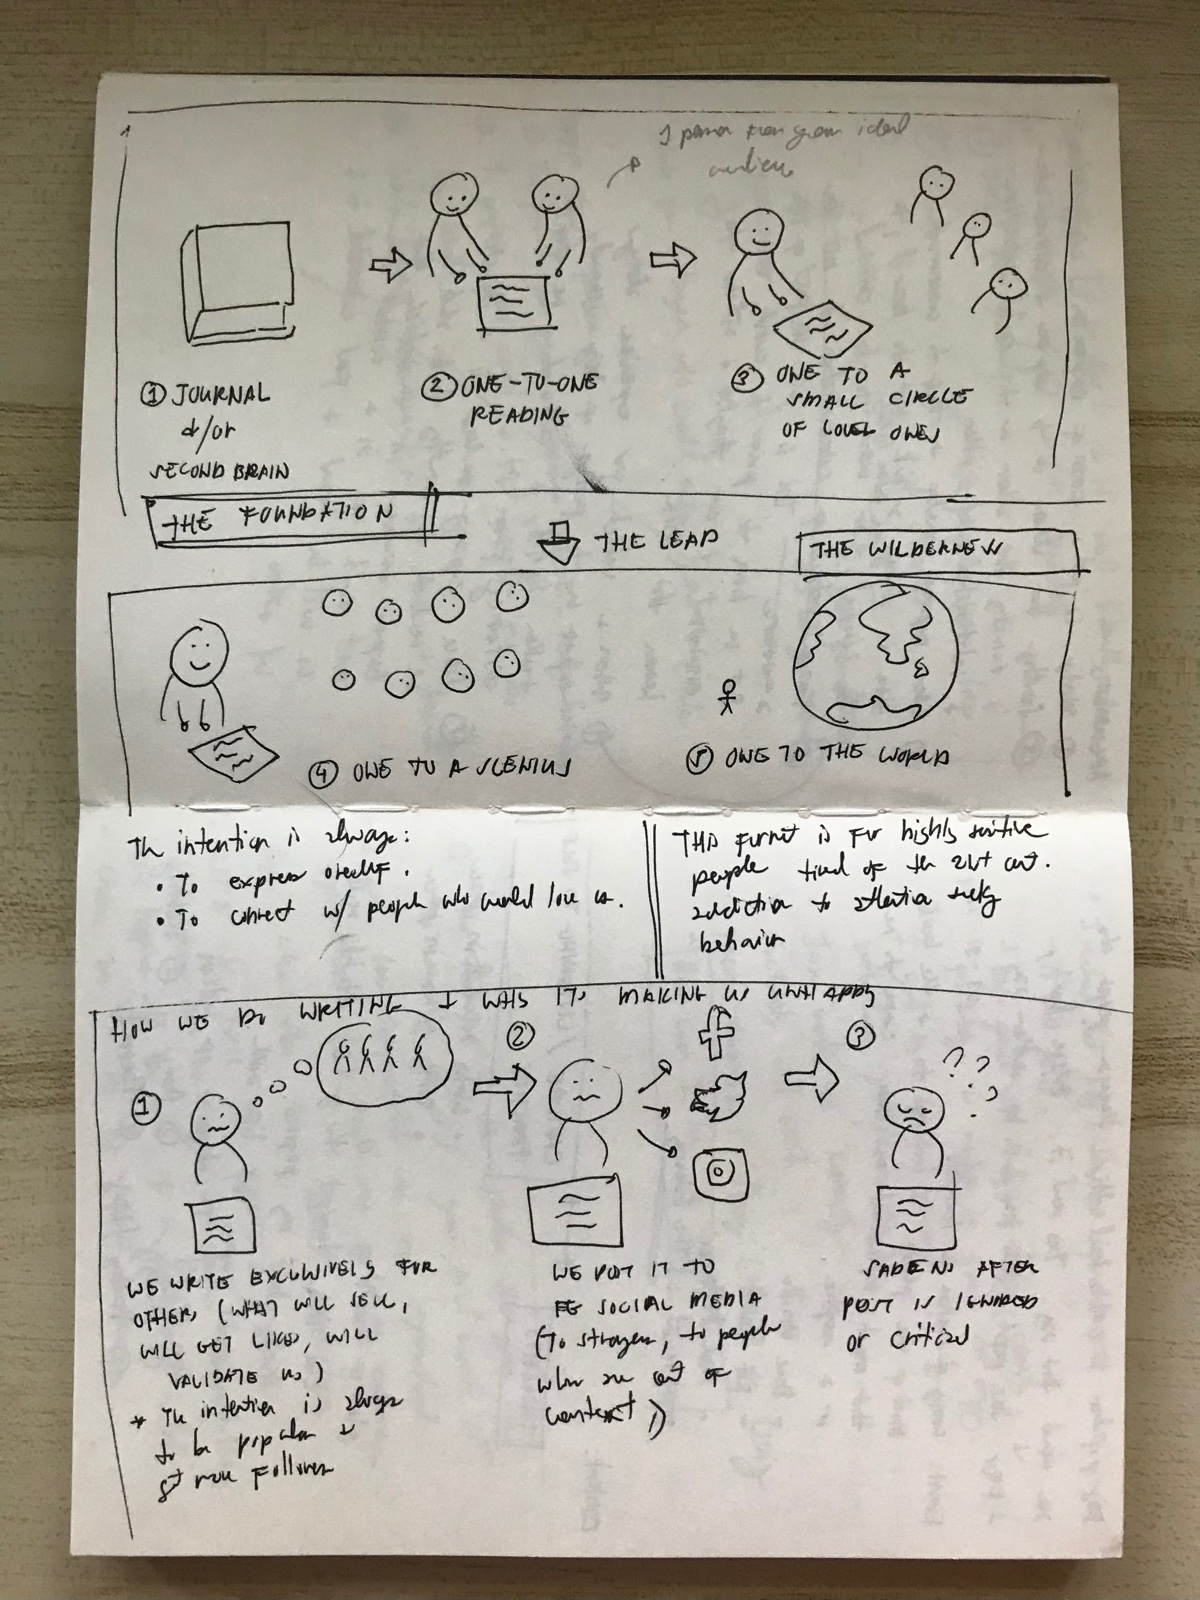 1 person from your ideal
audience
① JOURNAL
&/or
SECOND BRAIN
② ONE-TO-ONE
READING
③ ONE TO A
SMALL CIRCLE
OF LOVED ONES
THE FOUNDATION
THE LEAP
THE WILDERNESS
④ ONE TO A SCENIUS
⑤ ONE TO THE WORLD
The intention is always:
• To express oneself.
• To connect w/ people who would love us.
THIS FORMAT IS FOR highly sensitive
people tired of the 21st cent.
addiction to attention seeking
behavior
HOW WE DO WRITING + WHY IT'S MAKING US UNHAPPY
①
②
③
? ? ? ?
WE WRITE EXCLUSIVELY FOR
OTHERS (WHAT WILL SELL,
WILL GET LIKES, WILL
VALIDATE US)
* The intention is always
to be popular +
get more followers
WE POST IT TO
SOCIAL MEDIA
(To strangers, to people
who are out of
context)
SADDENS AFTER
POST IS IGNORED
or criticized